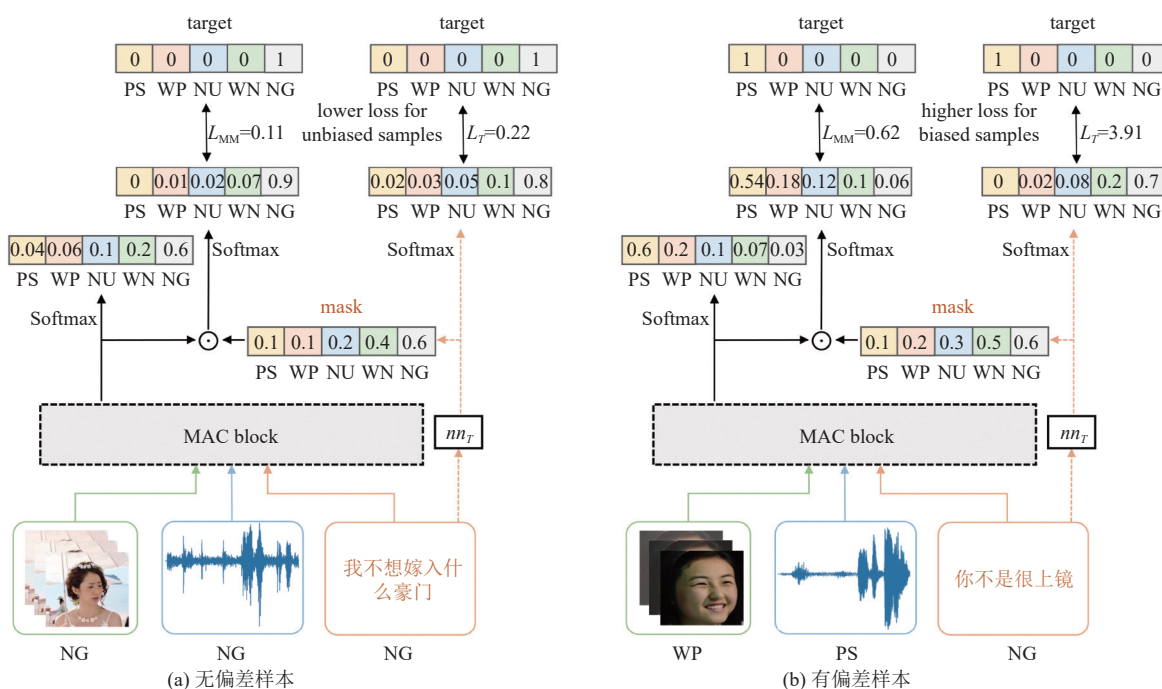 target target
0 0 0 0 1 0 0 0 0 1
PS WP NU WN NG PS WP NU WN NG
lower loss for
unbiased samples
L_MM=0.11 L_T=0.22
0 0.01 0.02 0.07 0.9 0.02 0.03 0.05 0.1 0.8
PS WP NU WN NG PS WP NU WN NG
0.04 0.06 0.1 0.2 0.6 Softmax Softmax
PS WP NU WN NG
Softmax
mask
0.1 0.1 0.2 0.4 0.6
PS WP NU WN NG
MAC block nn_T
我不想嫁入什
么豪门
NG NG NG
(a) 无偏差样本
target target
1 0 0 0 0 1 0 0 0 0
PS WP NU WN NG PS WP NU WN NG
higher loss for
biased samples
L_MM=0.62 L_T=3.91
0.54 0.18 0.12 0.1 0.06 0 0.02 0.08 0.2 0.7
PS WP NU WN NG PS WP NU WN NG
0.6 0.2 0.1 0.07 0.03 Softmax Softmax
PS WP NU WN NG
Softmax
mask
0.1 0.2 0.3 0.5 0.6
PS WP NU WN NG
MAC block nn_T
你不是很上镜
WP PS NG
(b) 有偏差样本